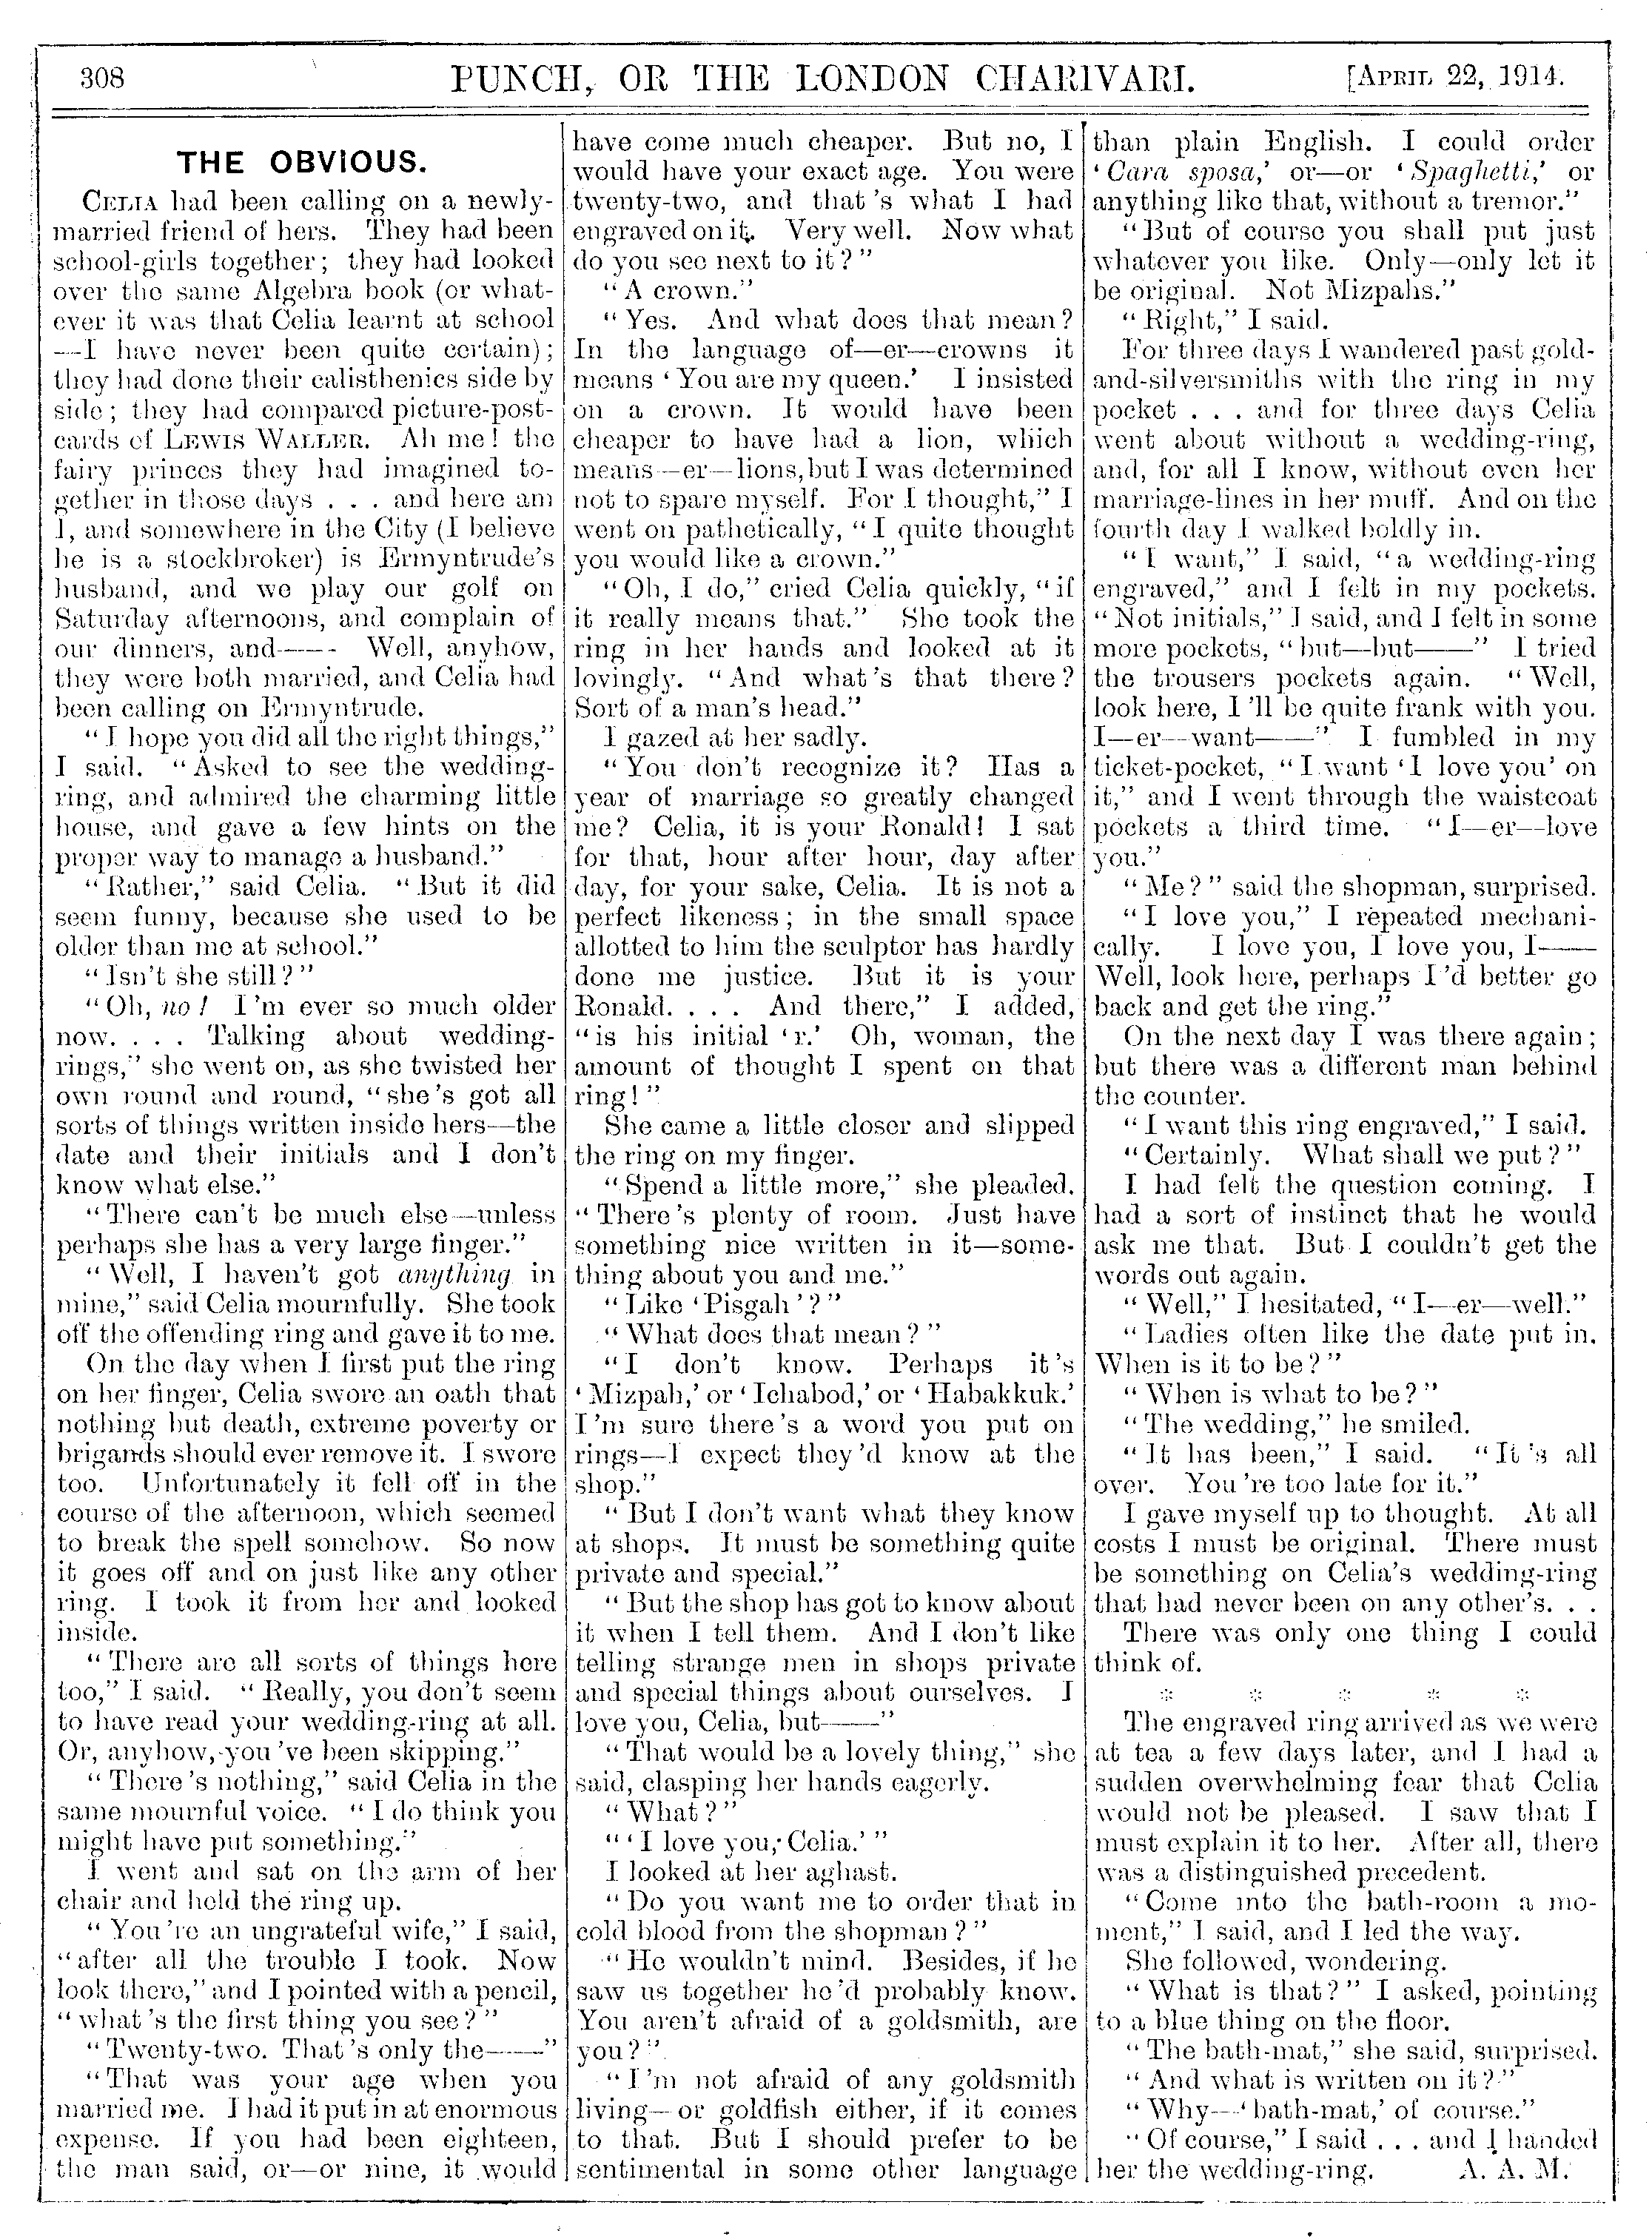 308
PUNCH, OR THE LONDON CHARIVARI.
[APRIL 22, 1914.
THE OBVIOUS.
CELIA had been calling on a newly-
married friend of hers. They had been
school-girls together; they had looked
over the same Algebra book (or what-
ever it was that Celia learnt at school
—I have never been quite certain);
they had done their calisthenics side by
side; they had compared picture-post-
cards of LEWIS WALLER. Ah me! the
fairy princes they had imagined to-
gether in those days . . . and here am
I, and somewhere in the City (I believe
he is a stockbroker) is Ermyntrude's
husband, and we play our golf on
Saturday afternoons, and complain of
our dinners, and—— Well, anyhow,
they were both married, and Celia had
been calling on Ermyntrude.
"I hope you did all the right things,"
I said. "Asked to see the wedding-
ring, and admired the charming little
house, and gave a few hints on the
proper way to manage a husband."
"Rather," said Celia. "But it did
seem funny, because she used to be
older than me at school."
"Isn't she still?"
"Oh, no! I'm ever so much older
now. . . . Talking about wedding-
rings," she went on, as she twisted her
own round and round, "she's got all
sorts of things written inside hers—the
date and their initials and I don't
know what else."
"There can't be much else—unless
perhaps she has a very large finger."
"Well, I haven't got anything in
mine," said Celia mournfully. She took
off the offending ring and gave it to me.
On the day when I first put the ring
on her finger, Celia swore an oath that
nothing but death, extreme poverty or
brigands should ever remove it. I swore
too. Unfortunately it fell off in the
course of the afternoon, which seemed
to break the spell somehow. So now
it goes off and on just like any other
ring. I took it from her and looked
inside.
"There are all sorts of things here
too," I said. "Really, you don't seem
to have read your wedding-ring at all.
Or, anyhow, you've been skipping."
"There's nothing," said Celia in the
same mournful voice. "I do think you
might have put something."
I went and sat on the arm of her
chair and held the ring up.
"You're an ungrateful wife," I said,
"after all the trouble I took. Now
look there," and I pointed with a pencil,
"what's the first thing you see?"
"Twenty-two. That's only the——"
"That was your age when you
married me. I had it put in at enormous
expense. If you had been eighteen,
the man said, or—or nine, it would
have come much cheaper. But no, I
would have your exact age. You were
twenty-two, and that's what I had
engraved on it. Very well. Now what
do you see next to it?"
"A crown."
"Yes. And what does that mean?
In the language of—er—crowns it
means 'You are my queen.' I insisted
on a crown. It would have been
cheaper to have had a lion, which
means—er—lions, but I was determined
not to spare myself. For I thought," I
went on pathetically, "I quite thought
you would like a crown."
"Oh, I do," cried Celia quickly, "if
it really means that." She took the
ring in her hands and looked at it
lovingly. "And what's that there?
Sort of a man's head."
I gazed at her sadly.
"You don't recognize it? Has a
year of marriage so greatly changed
me? Celia, it is your Ronald! I sat
for that, hour after hour, day after
day, for your sake, Celia. It is not a
perfect likeness; in the small space
allotted to him the sculptor has hardly
done me justice. But it is your
Ronald. . . . And there," I added,
"is his initial 'r.' Oh, woman, the
amount of thought I spent on that
ring!"
She came a little closer and slipped
the ring on my finger.
"Spend a little more," she pleaded.
"There's plenty of room. Just have
something nice written in it—some-
thing about you and me."
"Like 'Pisgah'?"
"What does that mean?"
"I don't know. Perhaps it's
'Mizpah,' or 'Ichabod,' or 'Habakkuk.'
I'm sure there's a word you put on
rings—I expect they'd know at the
shop."
"But I don't want what they know
at shops. It must be something quite
private and special."
"But the shop has got to know about
it when I tell them. And I don't like
telling strange men in shops private
and special things about ourselves. I
love you, Celia, but——"
"That would be a lovely thing," she
said, clasping her hands eagerly.
"What?"
"'I love you, Celia.'"
I looked at her aghast.
"Do you want me to order that in
cold blood from the shopman?"
"He wouldn't mind. Besides, if he
saw us together he'd probably know.
You aren't afraid of a goldsmith, are
you?"
"I'm not afraid of any goldsmith
living—or goldfish either, if it comes
to that. But I should prefer to be
sentimental in some other language
than plain English. I could order
'Cara sposa,' or—or 'Spaghetti,' or
anything like that, without a tremor."
"But of course you shall put just
whatever you like. Only—only let it
be original. Not Mizpahs."
"Right," I said.
For three days I wandered past gold-
and-silversmiths with the ring in my
pocket . . . and for three days Celia
went about without a wedding-ring,
and, for all I know, without even her
marriage-lines in her muff. And on the
fourth day I walked boldly in.
"I want," I said, "a wedding-ring
engraved," and I felt in my pockets.
"Not initials," I said, and I felt in some
more pockets, "but—but——" I tried
the trousers pockets again. "Well,
look here, I'll be quite frank with you.
I—er—want——" I fumbled in my
ticket-pocket, "I want 'I love you' on
it," and I went through the waistcoat
pockets a third time. "I—er—love
you."
"Me?" said the shopman, surprised.
"I love you," I repeated mechani-
cally. I love you, I love you, I——
Well, look here, perhaps I'd better go
back and get the ring."
On the next day I was there again;
but there was a different man behind
the counter.
"I want this ring engraved," I said.
"Certainly. What shall we put?"
I had felt the question coming. I
had a sort of instinct that he would
ask me that. But I couldn't get the
words out again.
"Well," I hesitated, "I—er—well."
"Ladies often like the date put in.
When is it to be?"
"When is what to be?"
"The wedding," he smiled.
"It has been," I said. "It's all
over. You're too late for it."
I gave myself up to thought. At all
costs I must be original. There must
be something on Celia's wedding-ring
that had never been on any other's. . .
There was only one thing I could
think of.
* * * * *
The engraved ring arrived as we were
at tea a few days later, and I had a
sudden overwhelming fear that Celia
would not be pleased. I saw that I
must explain it to her. After all, there
was a distinguished precedent.
"Come into the bath-room a mo-
ment," I said, and I led the way.
She followed, wondering.
"What is that?" I asked, pointing
to a blue thing on the floor.
"The bath-mat," she said, surprised.
"And what is written on it?"
"Why—'bath-mat,' of course."
"Of course," I said . . . and I handed
her the wedding-ring. A. A. M.